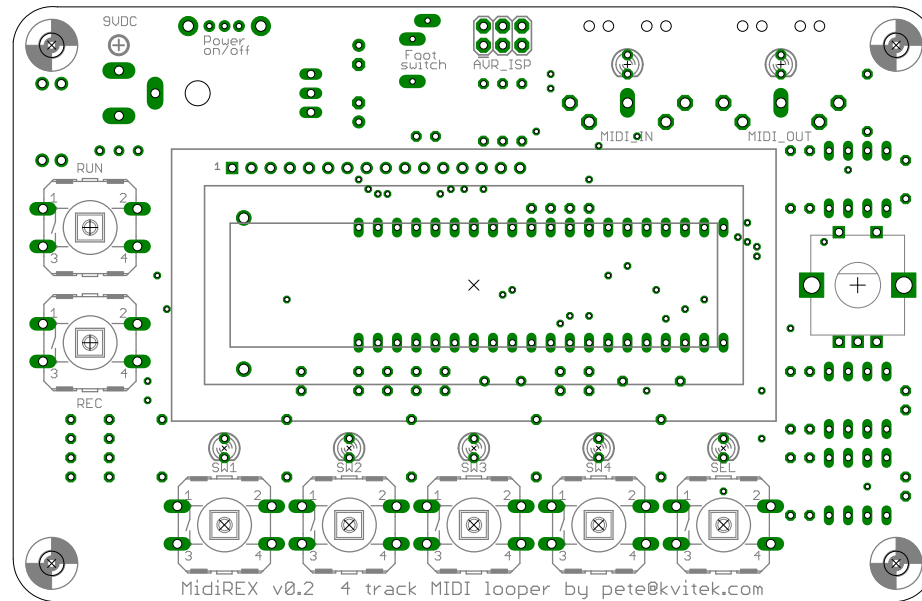 9VDC
Power
on/off
Foot
switch
AVR_ISP
MIDI_IN
MIDI_OUT
1
RUN
1 2
3 4
1 2
3 4
REC
SW1 SW2 SW3 SW4 SEL
1 2 1 2 1 2 1 2 1 2
3 4 3 4 3 4 3 4 3 4
MidiREX v0.2 4 track MIDI looper by pete@kvitek.com